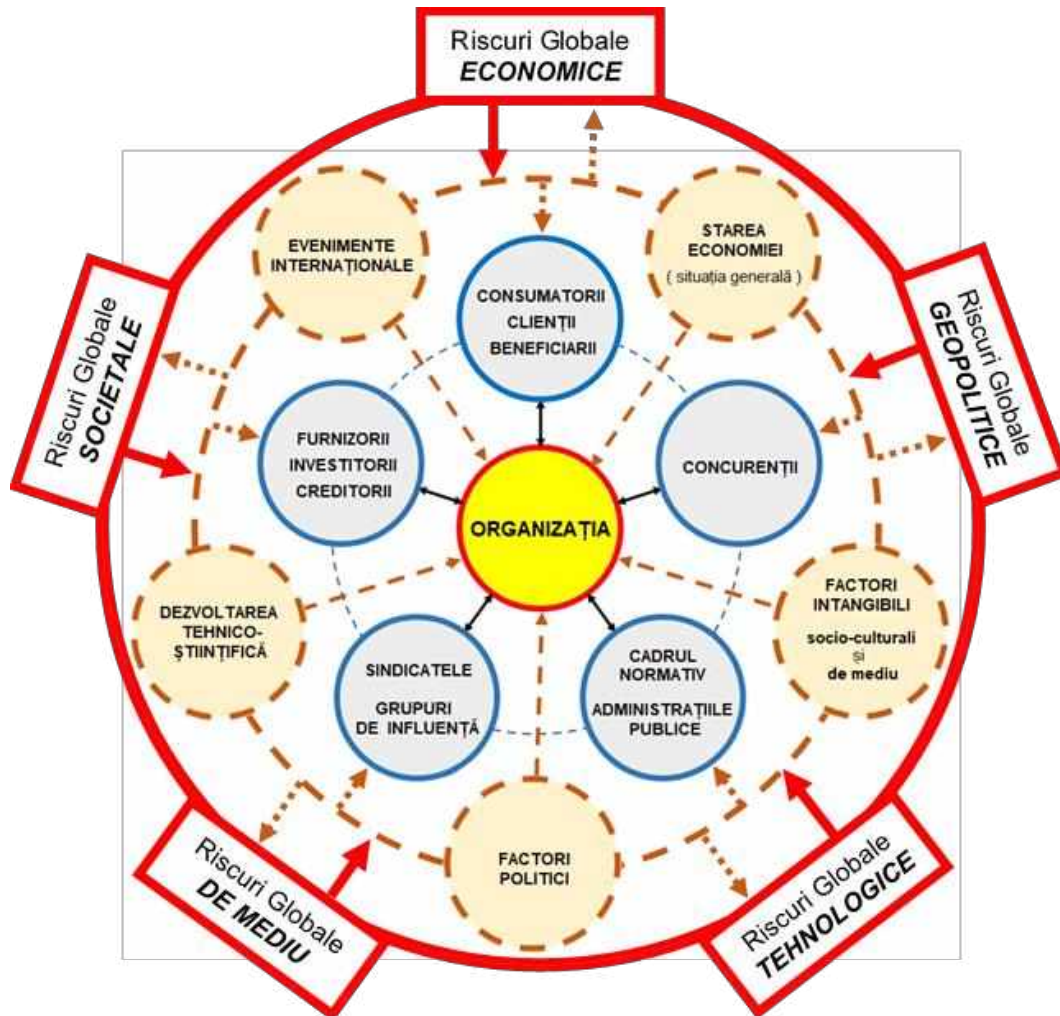 Riscuri Globale
ECONOMICE
EVENIMENTE
INTERNAȚIONALE
STAREA
ECONOMIEI
( situația generală )
Riscuri Globale
SOCIETALE
Riscuri Globale
GEOPOLITICE
CONSUMATORII
CLIENȚII
BENEFICIARII
FURNIZORII
INVESTITORII
CREDITORII
CONCURENȚII
ORGANIZAȚIA
DEZVOLTAREA
TEHNICO-
ȘTIINȚIFICĂ
FACTORI
INTANGIBILI
socio-culturali
și
de mediu
SINDICATELE
GRUPURI
DE INFLUENȚĂ
CADRUL
NORMATIV
ADMINISTRAȚIILE
PUBLICE
FACTORI
POLITICI
Riscuri Globale
DE MEDIU
Riscuri Globale
TEHNOLOGICE